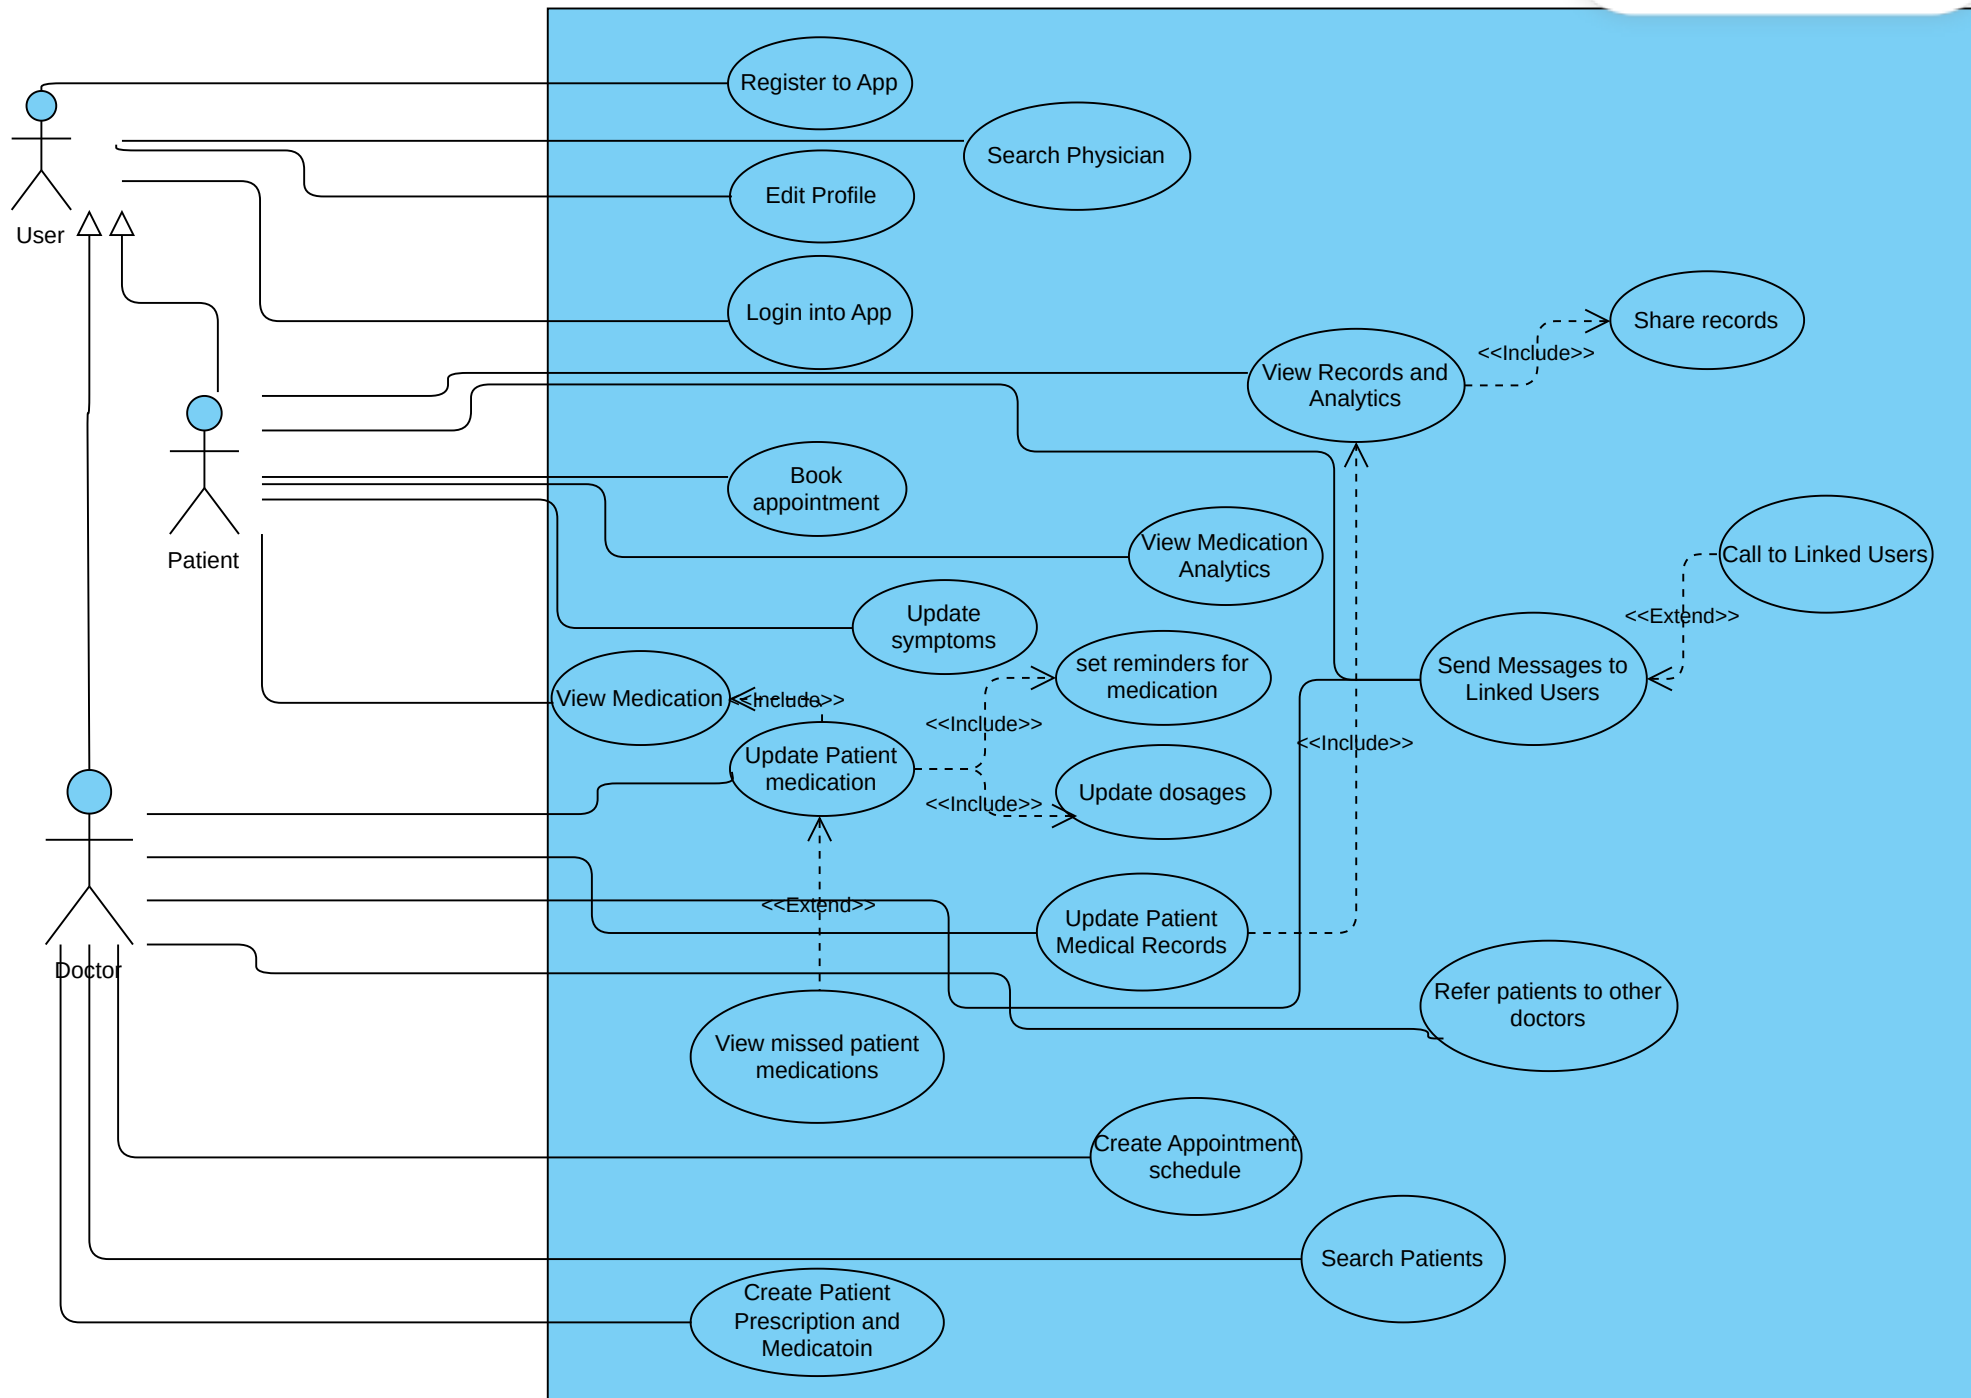 Register to App
Search Physician
Edit Profile
User
Login into App
Share records
<<Include>>
View Records and
Analytics
Book
appointment
View Medication
Analytics
Patient
Call to Linked Users
<<Extend>>
Update
symptoms
set reminders for
medication
Send Messages to
Linked Users
View Medication
<<Include>>
<<Include>>
<<Include>>
Update Patient
medication
Update dosages
<<Include>>
<<Extend>>
Update Patient
Medical Records
Doctor
Refer patients to other
doctors
View missed patient
medications
Create Appointment
schedule
Search Patients
Create Patient
Prescription and
Medicatoin